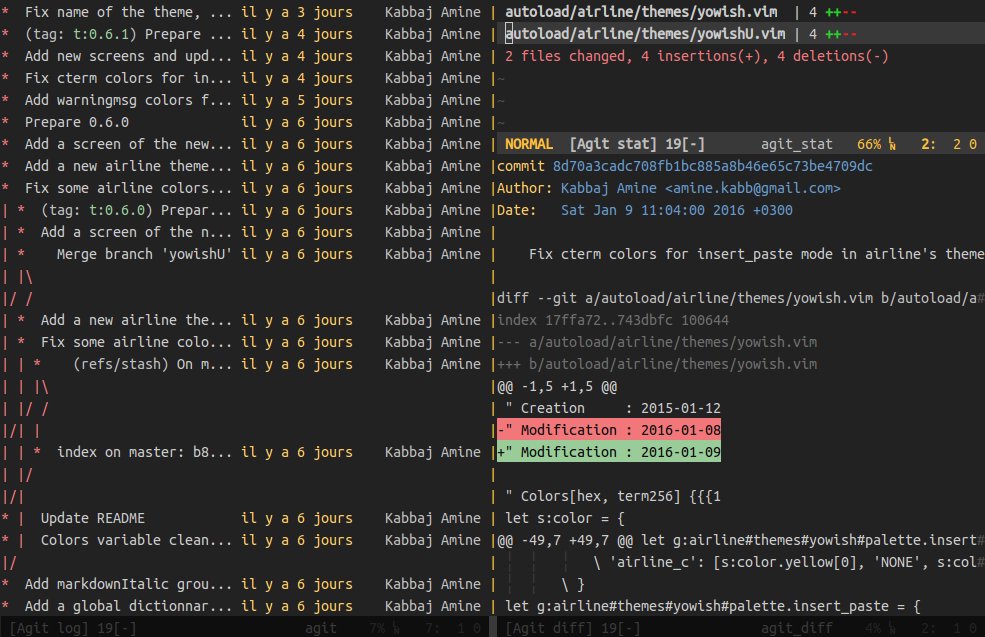 * Fix name of the theme, ... il y a 3 jours Kabbaj Amine
* (tag: t:0.6.1) Prepare ... il y a 4 jours Kabbaj Amine
* Add new screens and upd... il y a 4 jours Kabbaj Amine
* Fix cterm colors for in... il y a 4 jours Kabbaj Amine
* Add warningmsg colors f... il y a 5 jours Kabbaj Amine
* Prepare 0.6.0 il y a 6 jours Kabbaj Amine
* Add a screen of the new... il y a 6 jours Kabbaj Amine
* Add a new airline theme... il y a 6 jours Kabbaj Amine
* Fix some airline colors... il y a 6 jours Kabbaj Amine
| * (tag: t:0.6.0) Prepar... il y a 6 jours Kabbaj Amine
| * Add a screen of the n... il y a 6 jours Kabbaj Amine
| * Merge branch 'yowishU' il y a 6 jours Kabbaj Amine
| |\
|/ /
| * Add a new airline the... il y a 6 jours Kabbaj Amine
| * Fix some airline colo... il y a 6 jours Kabbaj Amine
| | * (refs/stash) On m... il y a 6 jours Kabbaj Amine
| | |\
| |/ /
|/| |
| | * index on master: b8... il y a 6 jours Kabbaj Amine
| |/
|/|
* | Update README il y a 6 jours Kabbaj Amine
* | Colors variable clean... il y a 6 jours Kabbaj Amine
|/
* Add markdownItalic grou... il y a 6 jours Kabbaj Amine
* Add a global dictionnar... il y a 6 jours Kabbaj Amine
[Agit log] 19[-] agit 7% 7: 1 0
autoload/airline/themes/yowish.vim | 4 ++--
autoload/airline/themes/yowishU.vim | 4 ++--
2 files changed, 4 insertions(+), 4 deletions(-)
~
~
~
NORMAL [Agit stat] 19[-] agit_stat 66% 2: 2 0
commit 8d70a3cadc708fb1bc885a8b46e65c73be4709dc
Author: Kabbaj Amine <amine.kabb@gmail.com>
Date: Sat Jan 9 11:04:00 2016 +0300
Fix cterm colors for insert_paste mode in airline's theme
diff --git a/autoload/airline/themes/yowish.vim b/autoload/a#
index 17ffa72..743dbfc 100644
--- a/autoload/airline/themes/yowish.vim
+++ b/autoload/airline/themes/yowish.vim
@@ -1,5 +1,5 @@
" Creation : 2015-01-12
-" Modification : 2016-01-08
+" Modification : 2016-01-09
" Colors[hex, term256] {{{1
let s:color = {
@@ -49,7 +49,7 @@ let g:airline#themes#yowish#palette.insert#
\ 'airline_c': [s:color.yellow[0], 'NONE', s:col#
\ }
let g:airline#themes#yowish#palette.insert_paste = {
[Agit diff] 19[-] agit_diff 4% 2: 1 0